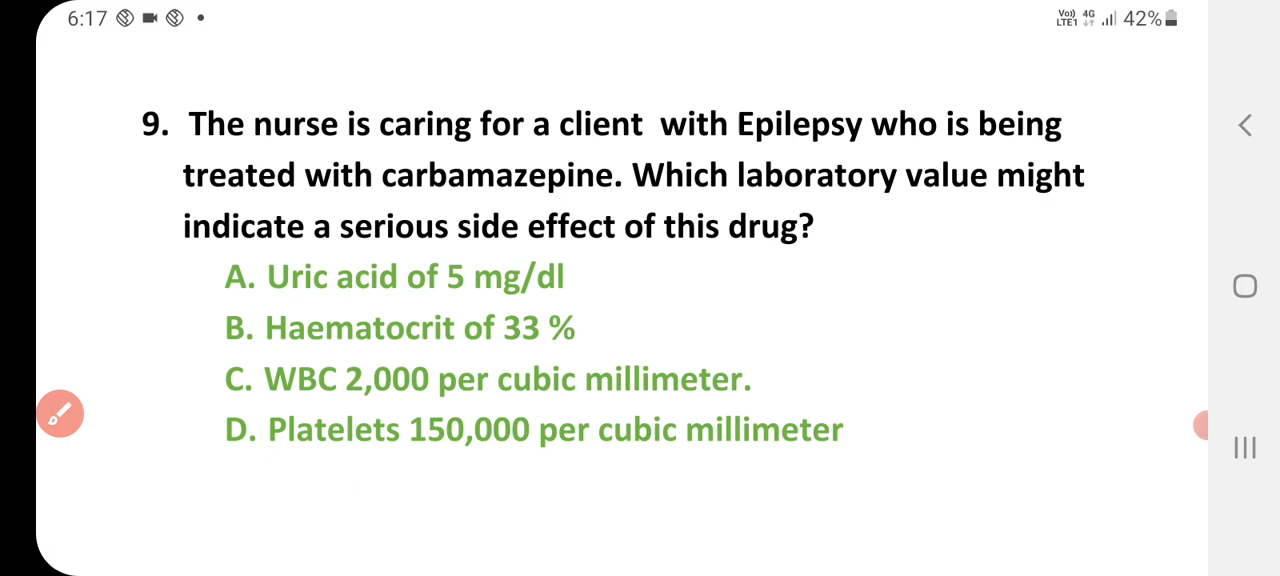 6:17
Vo)) 4G
LTE1 42%
9. The nurse is caring for a client with Epilepsy who is being
treated with carbamazepine. Which laboratory value might
indicate a serious side effect of this drug?
A. Uric acid of 5 mg/dl
B. Haematocrit of 33 %
C. WBC 2,000 per cubic millimeter.
D. Platelets 150,000 per cubic millimeter